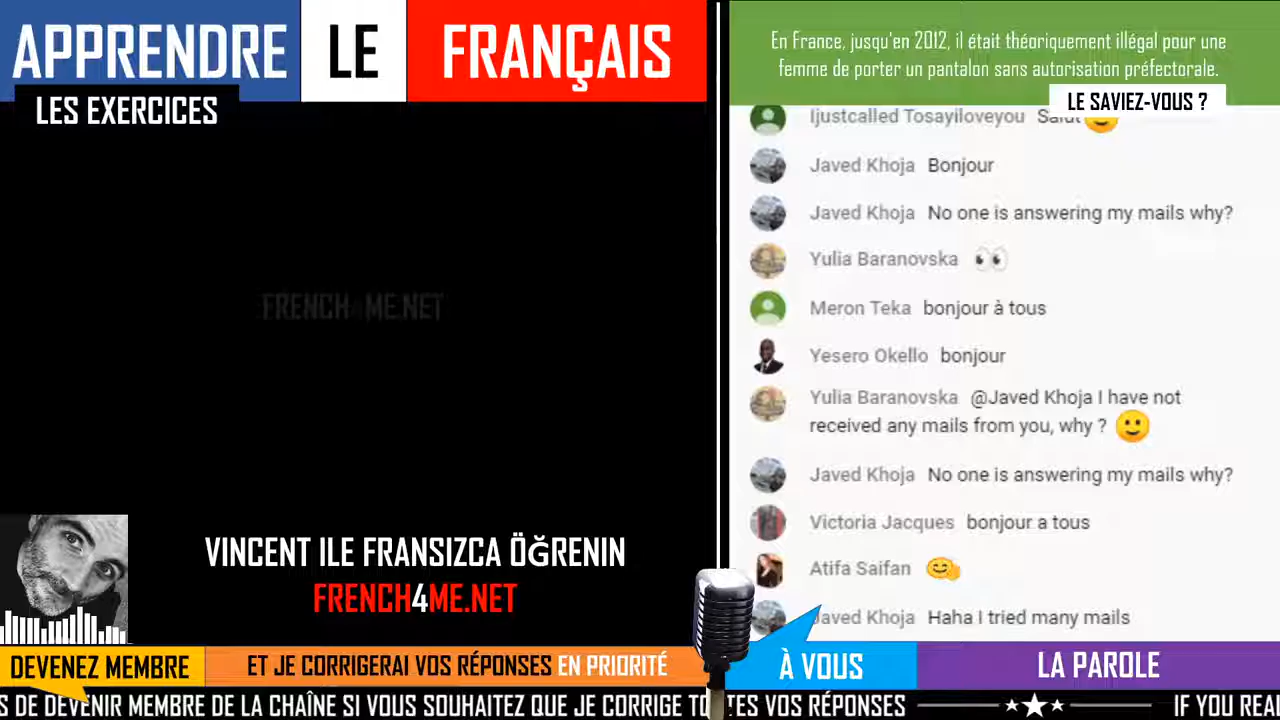 APPRENDRE LE FRANÇAIS
LES EXERCICES
FRENCH4ME.NET
VINCENT ILE FRANSIZCA ÖĞRENIN
FRENCH4ME.NET
DEVENEZ MEMBRE
ET JE CORRIGERAI VOS RÉPONSES EN PRIORITÉ
En France, jusqu'en 2012, il était théoriquement illégal pour une
femme de porter un pantalon sans autorisation préfectorale.
LE SAVIEZ-VOUS ?
Ijustcalled Tosayiloveyou Salut
Javed Khoja Bonjour
Javed Khoja No one is answering my mails why?
Yulia Baranovska 👀
Meron Teka bonjour à tous
Yesero Okello bonjour
Yulia Baranovska @Javed Khoja I have not
received any mails from you, why ? 🙂
Javed Khoja No one is answering my mails why?
Victoria Jacques bonjour a tous
Atifa Saifan
Javed Khoja Haha I tried many mails
À VOUS
LA PAROLE
S DE DEVENIR MEMBRE DE LA CHAÎNE SI VOUS SOUHAITEZ QUE JE CORRIGE TES VOS RÉPONSES IF YOU REA